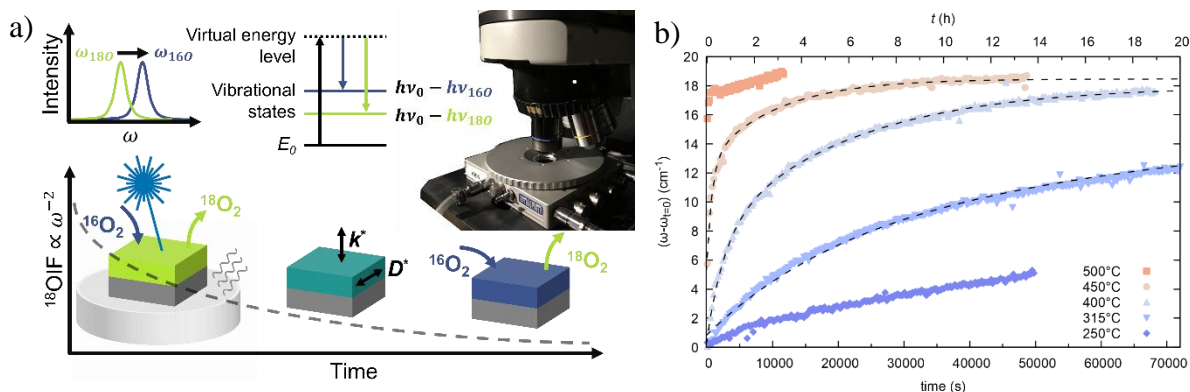 a)
Intensity
ω₁₈O
ω₁₆O
ω
Virtual energy
level
Vibrational
states
E₀
hν₀ − hν₁₆O
hν₀ − hν₁₈O
¹⁸OIF ∝ ω⁻²
¹⁶O₂
¹⁸O₂
k*
D*
¹⁶O₂
¹⁸O₂
Time
b)
t (h)
0 2 4 6 8 10 12 14 16 18 20
(ω-ωt=0) (cm⁻¹)
20
18
16
14
12
10
8
6
4
2
0
500°C
450°C
400°C
315°C
250°C
0 10000 20000 30000 40000 50000 60000 70000
time (s)